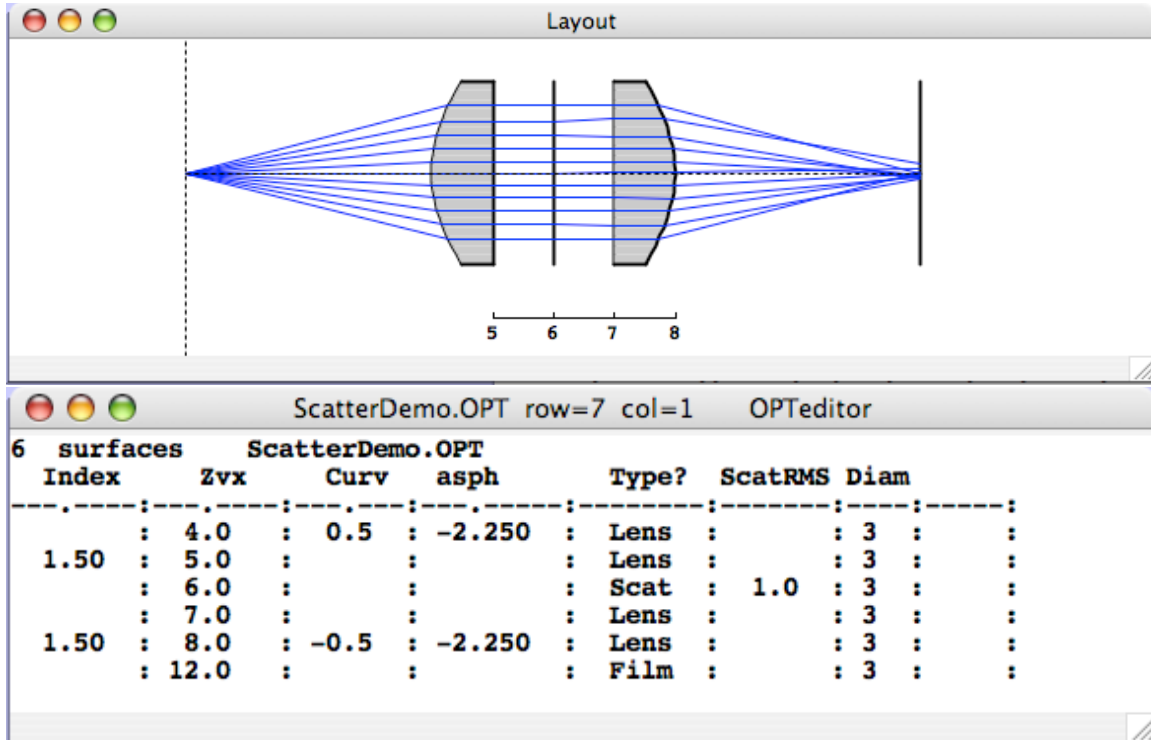 Layout
5 6 7 8
ScatterDemo.OPT row=7 col=1 OPTeditor
6 surfaces ScatterDemo.OPT
Index Zvx Curv asph Type? ScatRMS Diam
---.----:---.----:---.---:---.-----:--------:-------:----:-----:
: 4.0 : 0.5 : -2.250 : Lens : : 3 : :
1.50 : 5.0 : : : Lens : : 3 : :
: 6.0 : : : Scat : 1.0 : 3 : :
: 7.0 : : : Lens : : 3 : :
1.50 : 8.0 : -0.5 : -2.250 : Lens : : 3 : :
: 12.0 : : : Film : : 3 : :